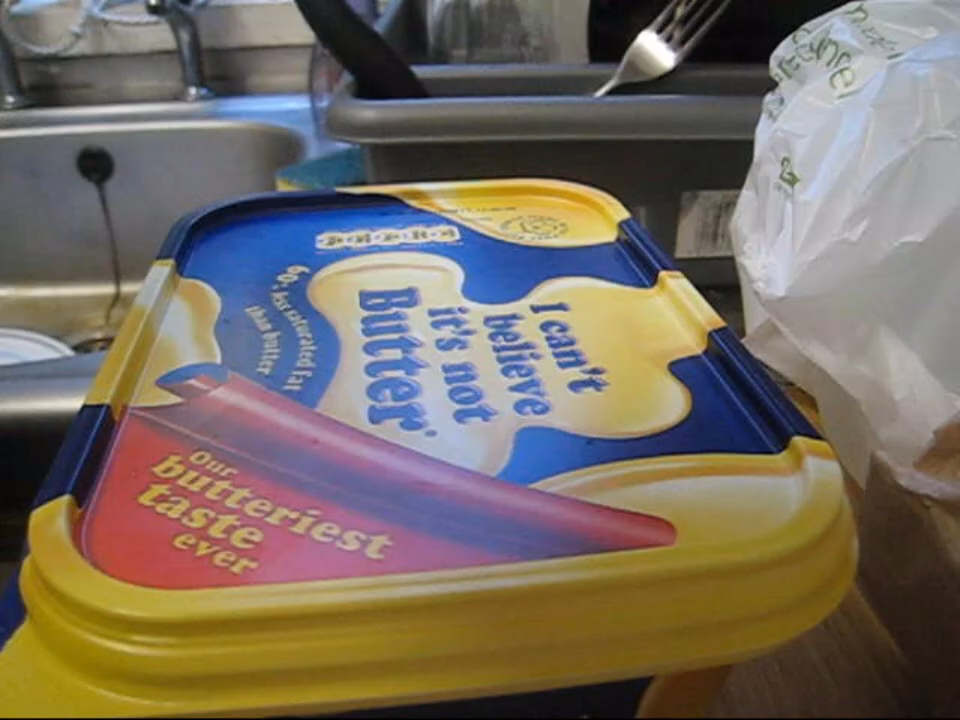 I can't
believe
it's not
Butter
60% less saturated fat
than butter
Our
butteriest
taste
ever